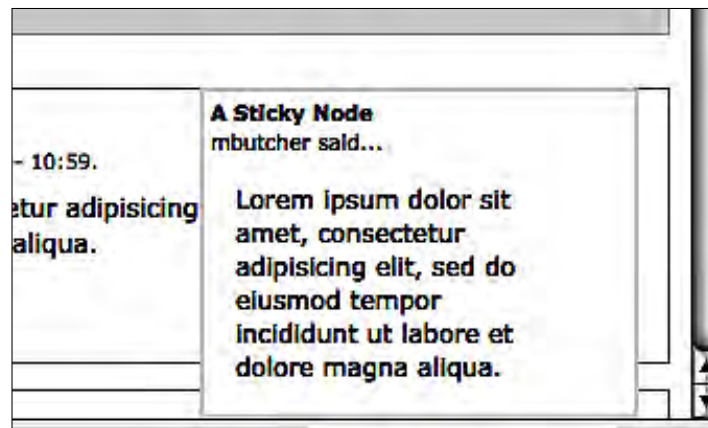 A Sticky Node
mbutcher said...
– 10:59.
etur adipisicing
aliqua.
Lorem ipsum dolor sit
amet, consectetur
adipisicing elit, sed do
eiusmod tempor
incididunt ut labore et
dolore magna aliqua.